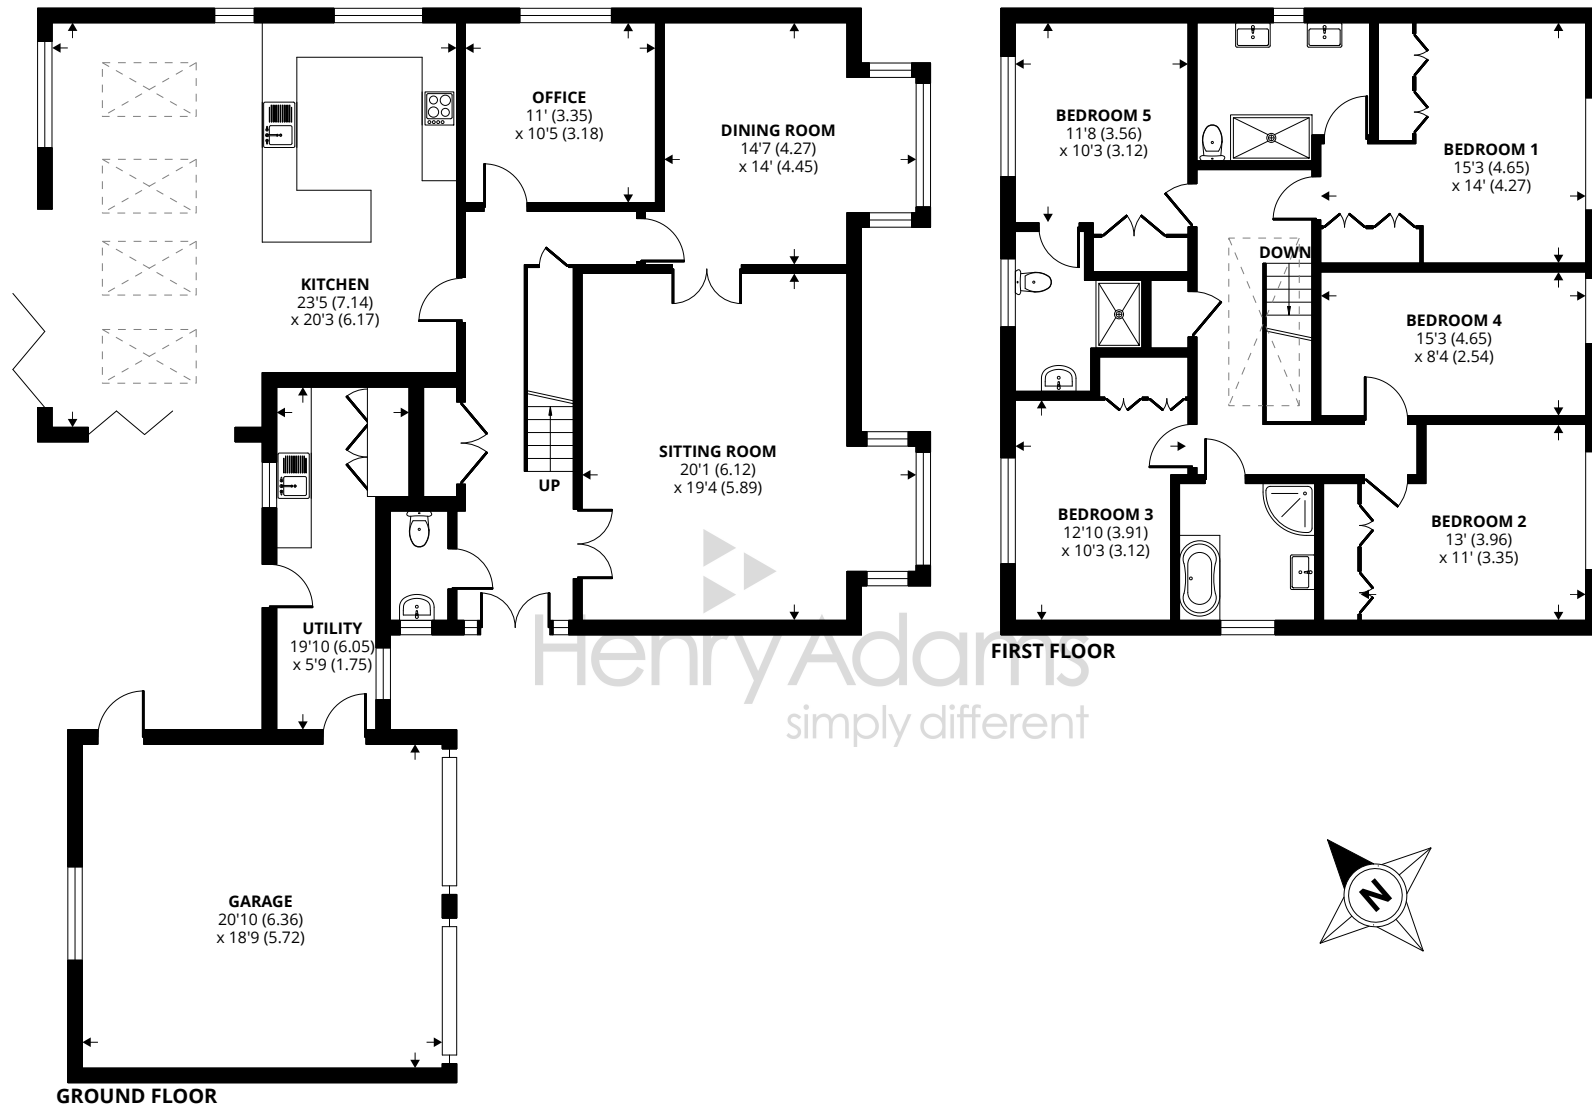 OFFICE
11' (3.35)
x 10'5 (3.18)
DINING ROOM
14'7 (4.27)
x 14' (4.45)
KITCHEN
23'5 (7.14)
x 20'3 (6.17)
SITTING ROOM
20'1 (6.12)
x 19'4 (5.89)
UP
UTILITY
19'10 (6.05)
x 5'9 (1.75)
GARAGE
20'10 (6.36)
x 18'9 (5.72)
GROUND FLOOR
BEDROOM 5
11'8 (3.56)
x 10'3 (3.12)
BEDROOM 1
15'3 (4.65)
x 14' (4.27)
DOWN
BEDROOM 4
15'3 (4.65)
x 8'4 (2.54)
BEDROOM 3
12'10 (3.91)
x 10'3 (3.12)
BEDROOM 2
13' (3.96)
x 11' (3.35)
FIRST FLOOR
Henry Adams
simply different
N